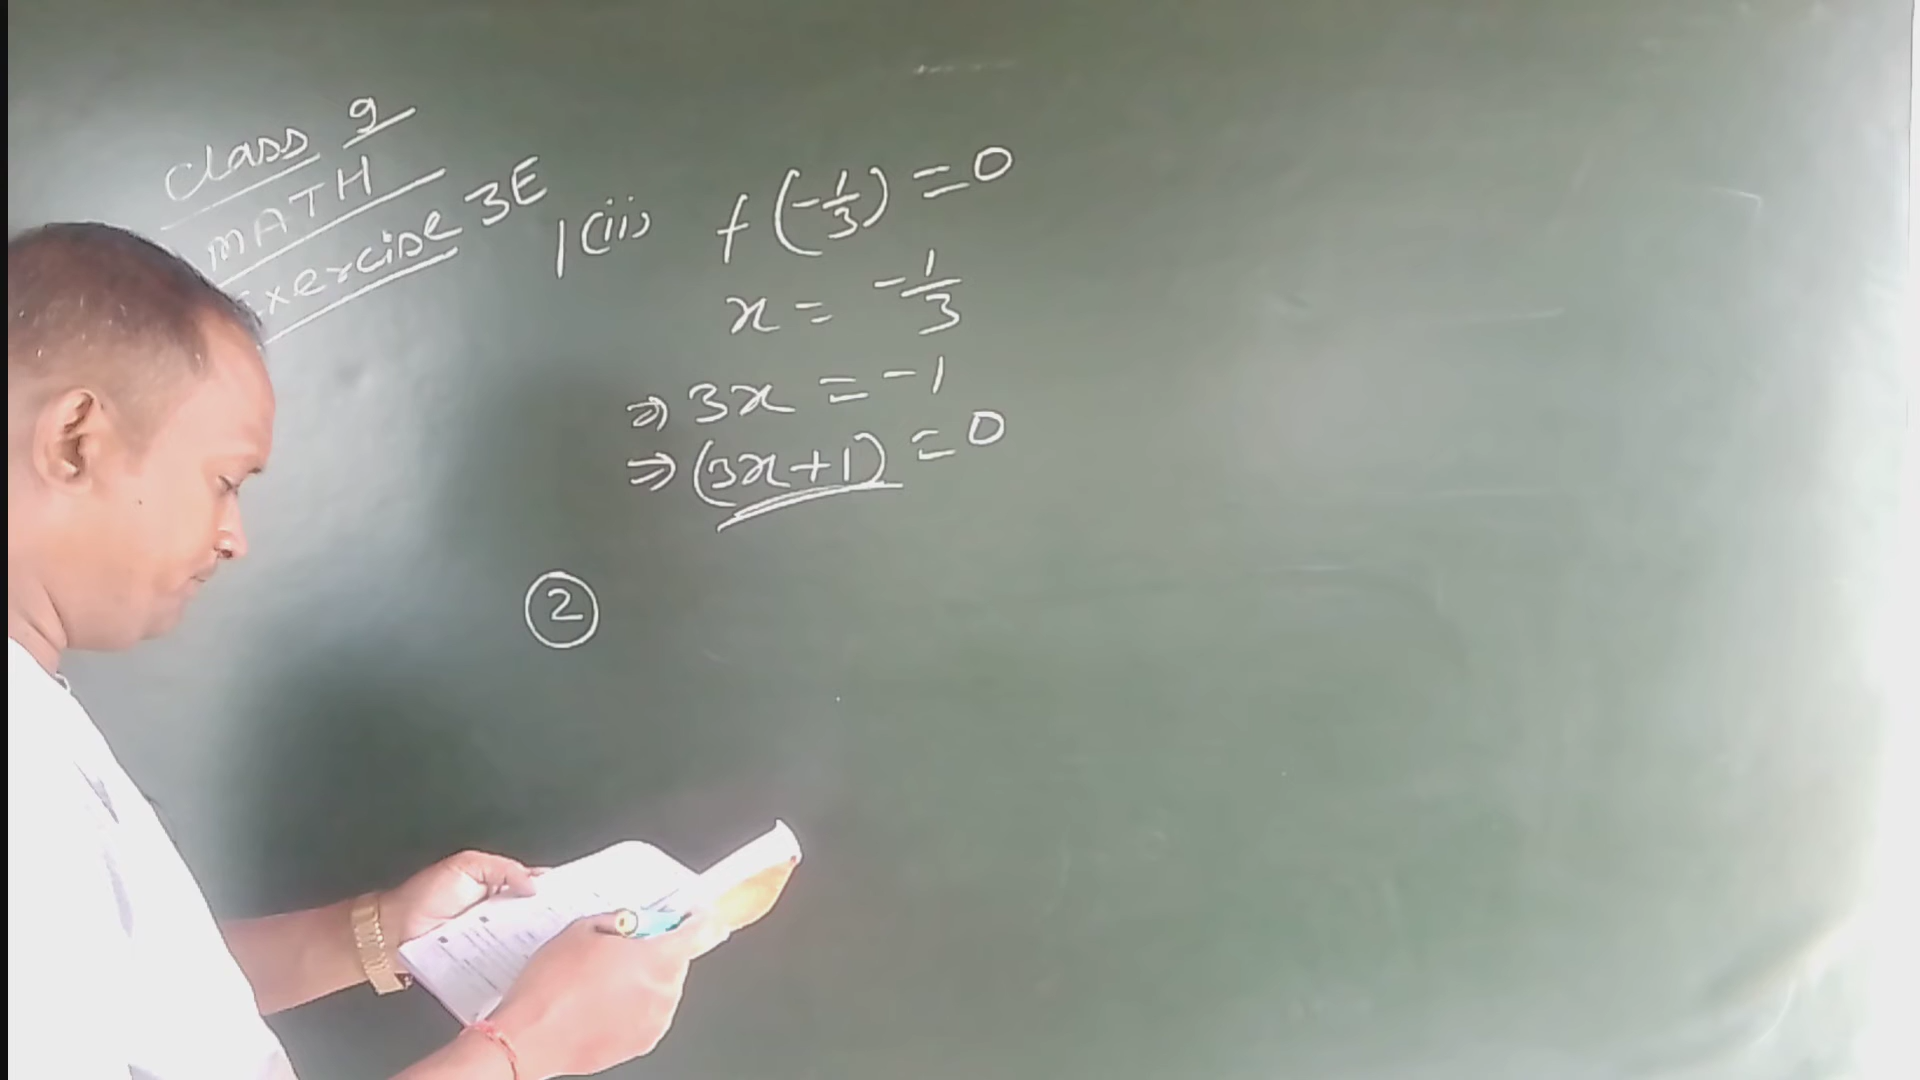 class 9
MATH
Exercise 3E
1(ii) f(-1/3) = 0
x = -1/3
⇒ 3x = -1
⇒ (3x+1) = 0
2